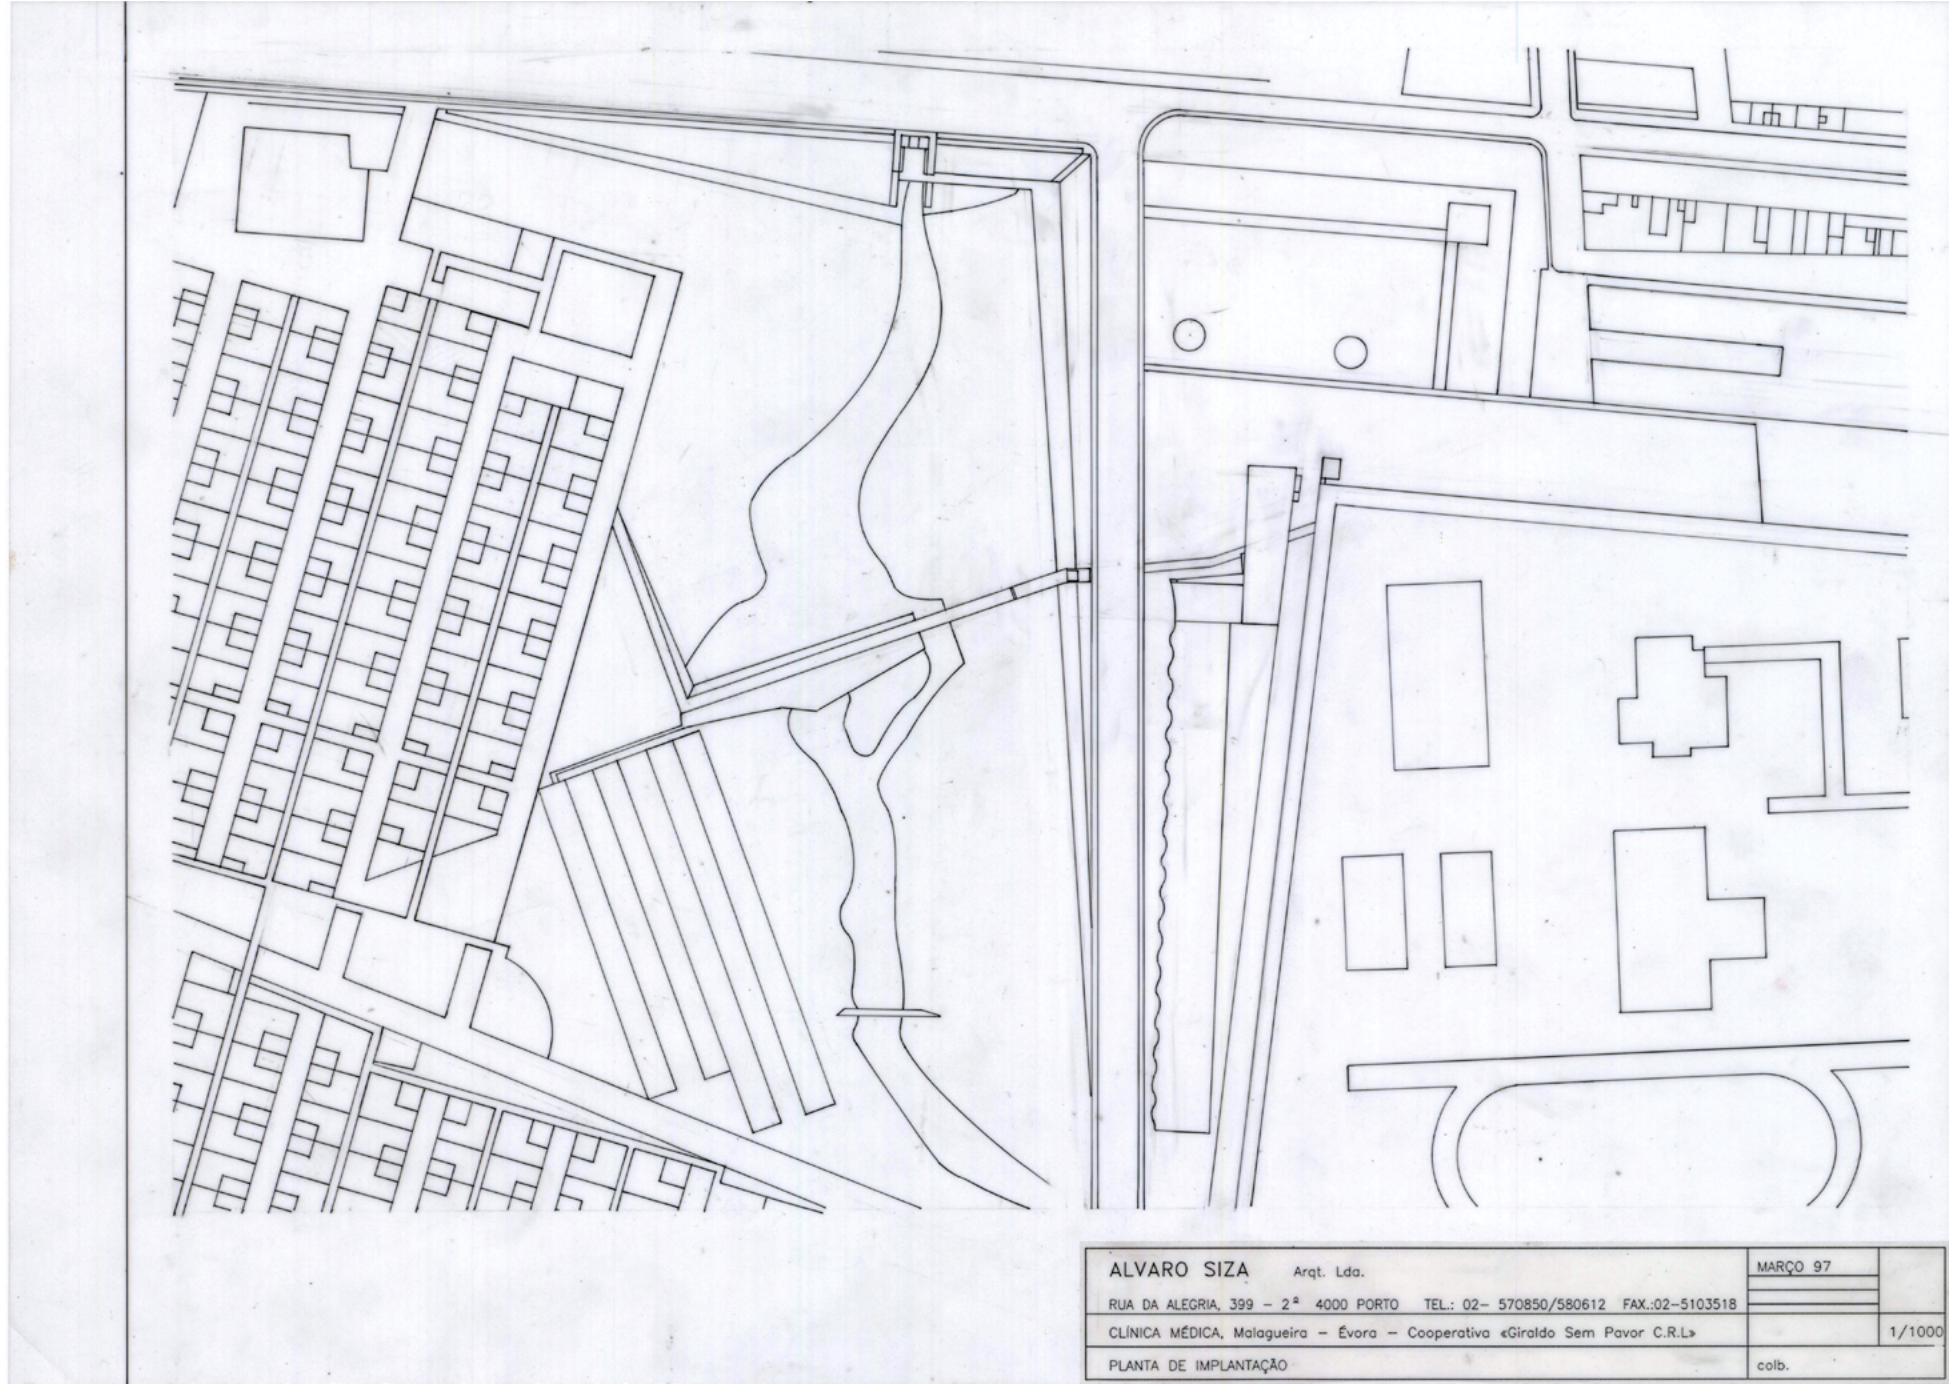 ALVARO SIZA Arqt. Lda.
MARÇO 97
RUA DA ALEGRIA, 399 - 2ª 4000 PORTO TEL.: 02- 570850/580612 FAX.:02-5103518
CLÍNICA MÉDICA, Malagueira - Évora - Cooperativa «Giraldo Sem Pavor C.R.L»
1/1000
PLANTA DE IMPLANTAÇÃO
colb.